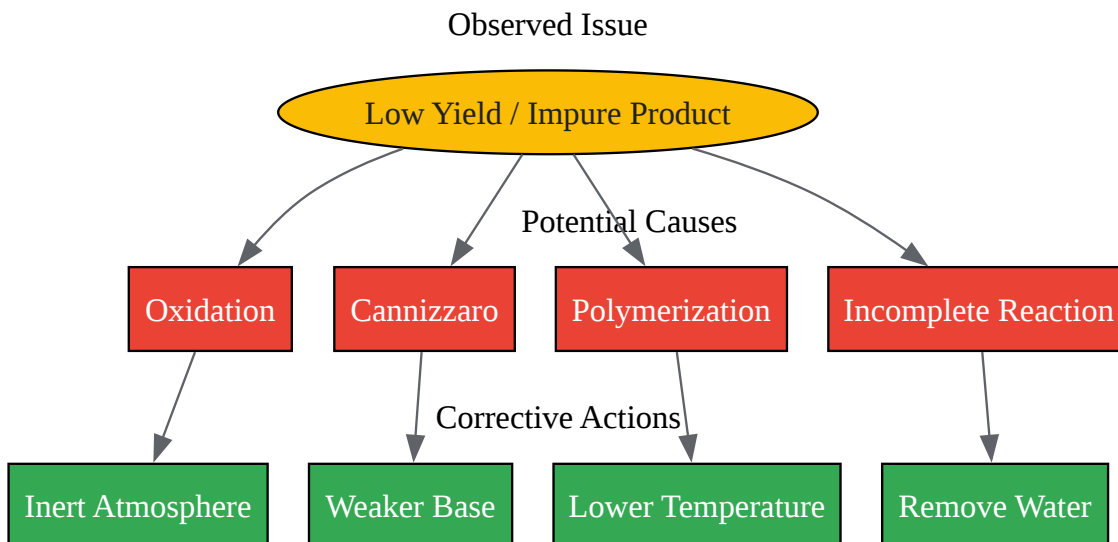 Observed Issue
Low Yield / Impure Product
Potential Causes
Oxidation
Cannizzaro
Polymerization
Incomplete Reaction
Corrective Actions
Inert Atmosphere
Weaker Base
Lower Temperature
Remove Water